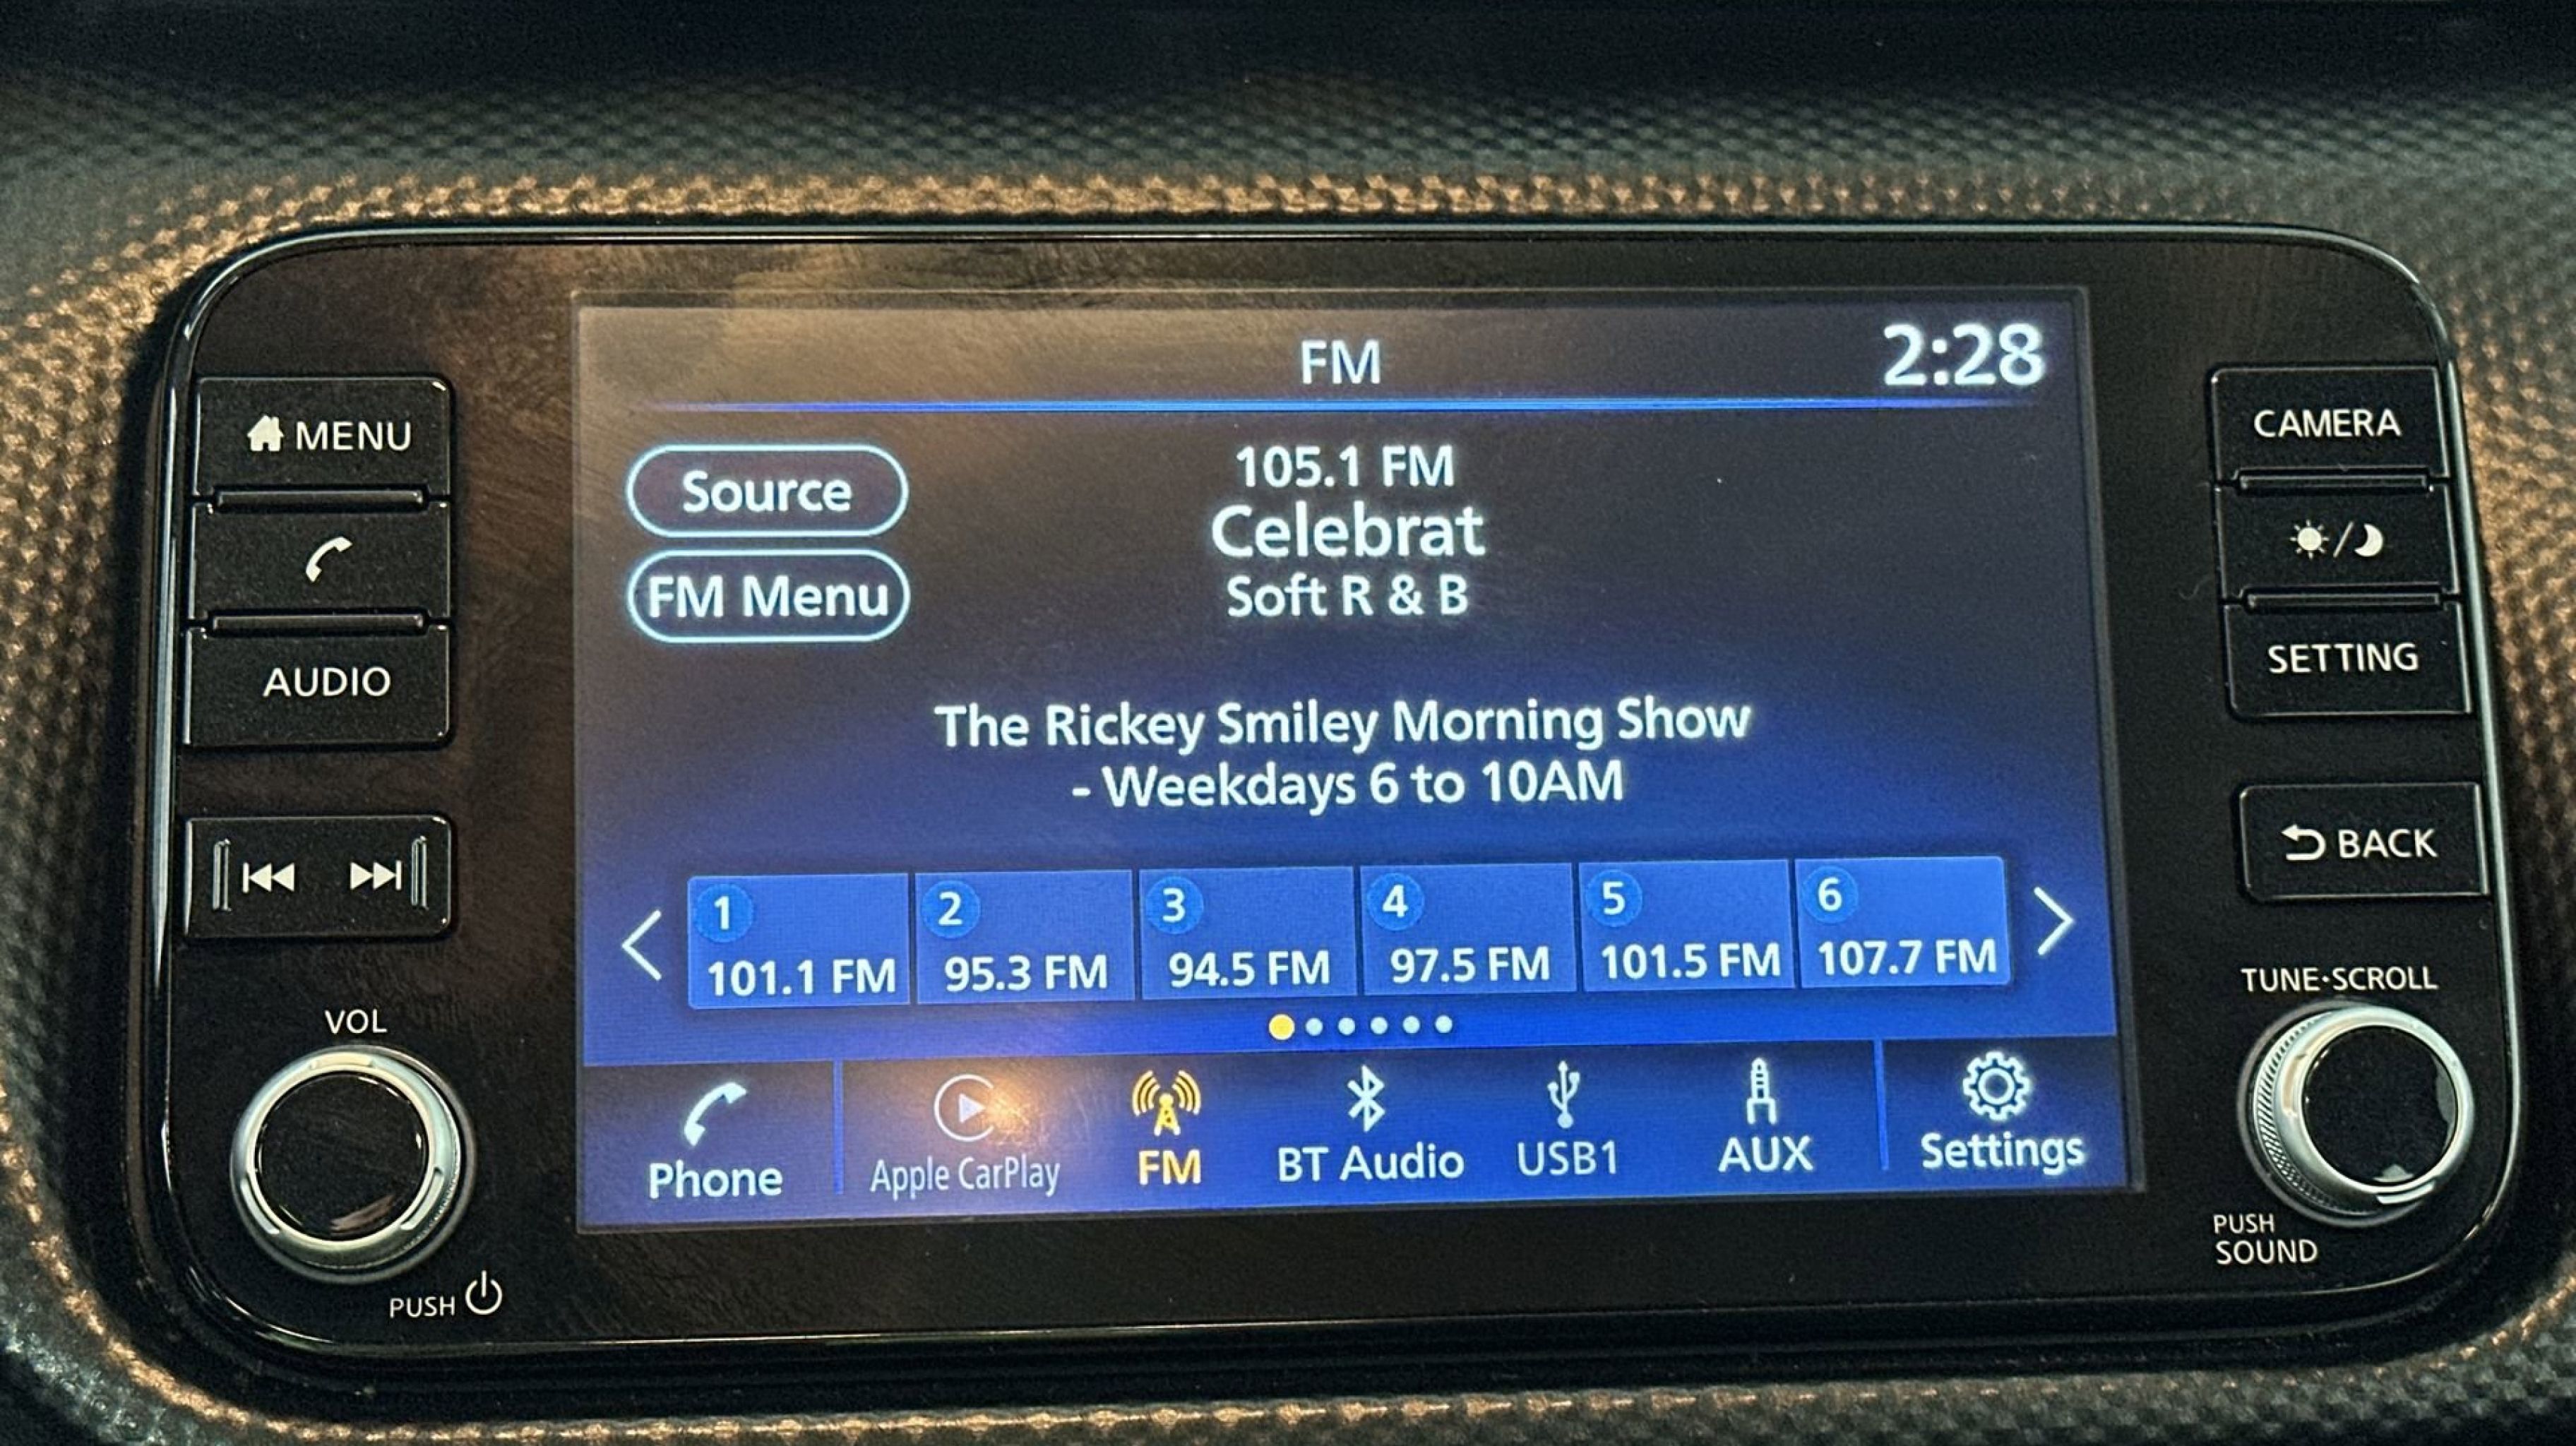 FM
2:28
MENU
AUDIO
VOL
PUSH
Source
FM Menu
105.1 FM
Celebrat
Soft R & B
The Rickey Smiley Morning Show
- Weekdays 6 to 10AM
1
101.1 FM
2
95.3 FM
3
94.5 FM
4
97.5 FM
5
101.5 FM
6
107.7 FM
Phone
Apple CarPlay
FM
BT Audio
USB1
AUX
Settings
CAMERA
SETTING
BACK
TUNE·SCROLL
PUSH
SOUND